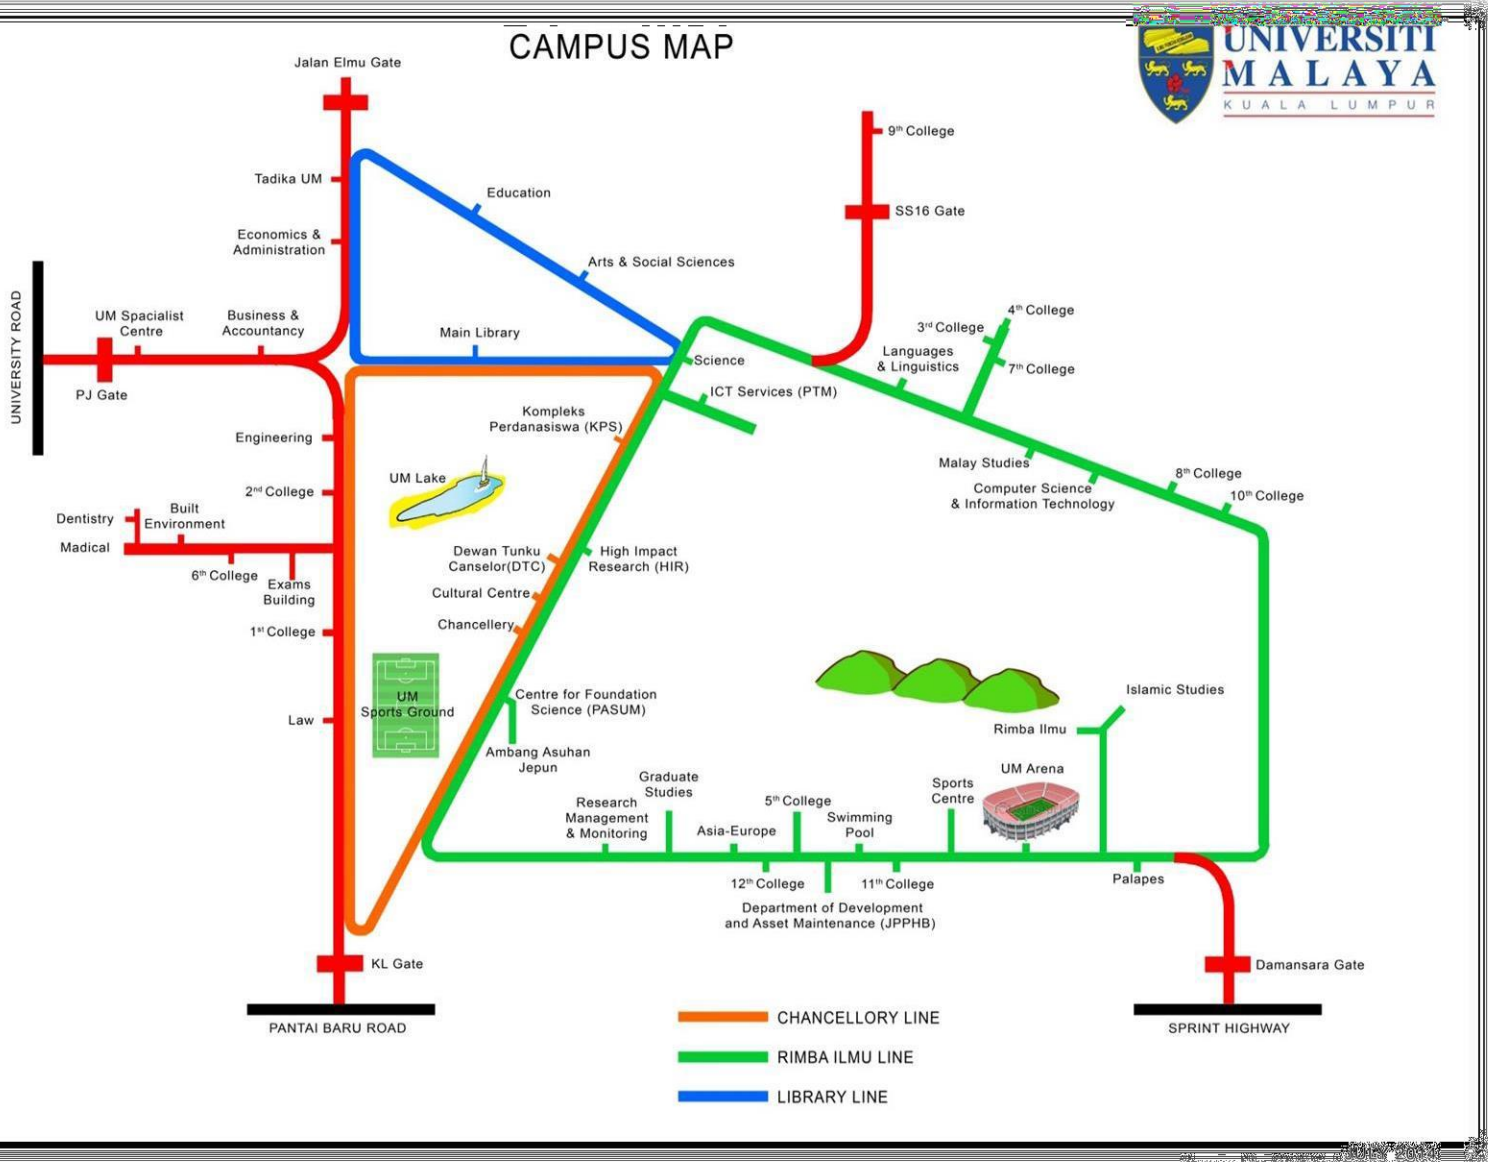 CAMPUS MAP
UNIVERSITI
MALAYA
KUALA LUMPUR
Jalan Elmu Gate
9th College
Tadika UM
Education
SS16 Gate
Economics &
Administration
Arts & Social Sciences
UNIVERSITY ROAD
UM Spacialist
Centre
Business &
Accountancy
Main Library
4th College
3rd College
Science
Languages
& Linguistics
7th College
PJ Gate
ICT Services (PTM)
Kompleks
Perdanasiswa (KPS)
Engineering
UM Lake
Malay Studies
8th College
2nd College
Computer Science
& Information Technology
10th College
Dentistry
Built
Environment
Madical
Dewan Tunku
Canselor(DTC)
High Impact
Research (HIR)
6th College
Exams
Building
Cultural Centre
1st College
Chancellery
UM
Sports Ground
Law
Centre for Foundation
Science (PASUM)
Islamic Studies
Rimba Ilmu
Ambang Asuhan
Jepun
UM Arena
Graduate
Studies
Sports
Centre
Research
Management
& Monitoring
5th College
Swimming
Pool
Asia-Europe
12th College
11th College
Palapes
Department of Development
and Asset Maintenance (JPPHB)
KL Gate
Damansara Gate
PANTAI BARU ROAD
SPRINT HIGHWAY
CHANCELLORY LINE
RIMBA ILMU LINE
LIBRARY LINE